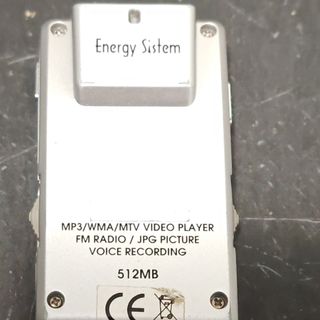 Energy Sistem
MP3/WMA/MTV VIDEO PLAYER
FM RADIO / JPG PICTURE
VOICE RECORDING
512MB
CE